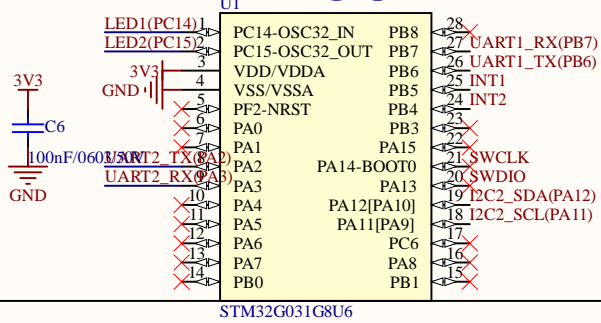 U1
LED1(PC14) 1 PC14-OSC32_IN PB8 28
LED2(PC15) 2 PC15-OSC32_OUT PB7 27 UART1_RX(PB7)
3V3 3 VDD/VDDA PB6 26 UART1_TX(PB6)
GND 4 VSS/VSSA PB5 25 INT1
5 PF2-NRST PB4 24 INT2
6 PA0 PB3 23
7 PA1 PA15 22
UART2_TX(PA2) 8 PA2 PA14-BOOT0 21 SWCLK
UART2_RX(PA3) 9 PA3 PA13 20 SWDIO
10 PA4 PA12[PA10] 19 I2C2_SDA(PA12)
11 PA5 PA11[PA9] 18 I2C2_SCL(PA11)
12 PA6 PC6 17
13 PA7 PA8 16
14 PB0 PB1 15
STM32G031G8U6
3V3
C6
100nF/0603/50V
GND